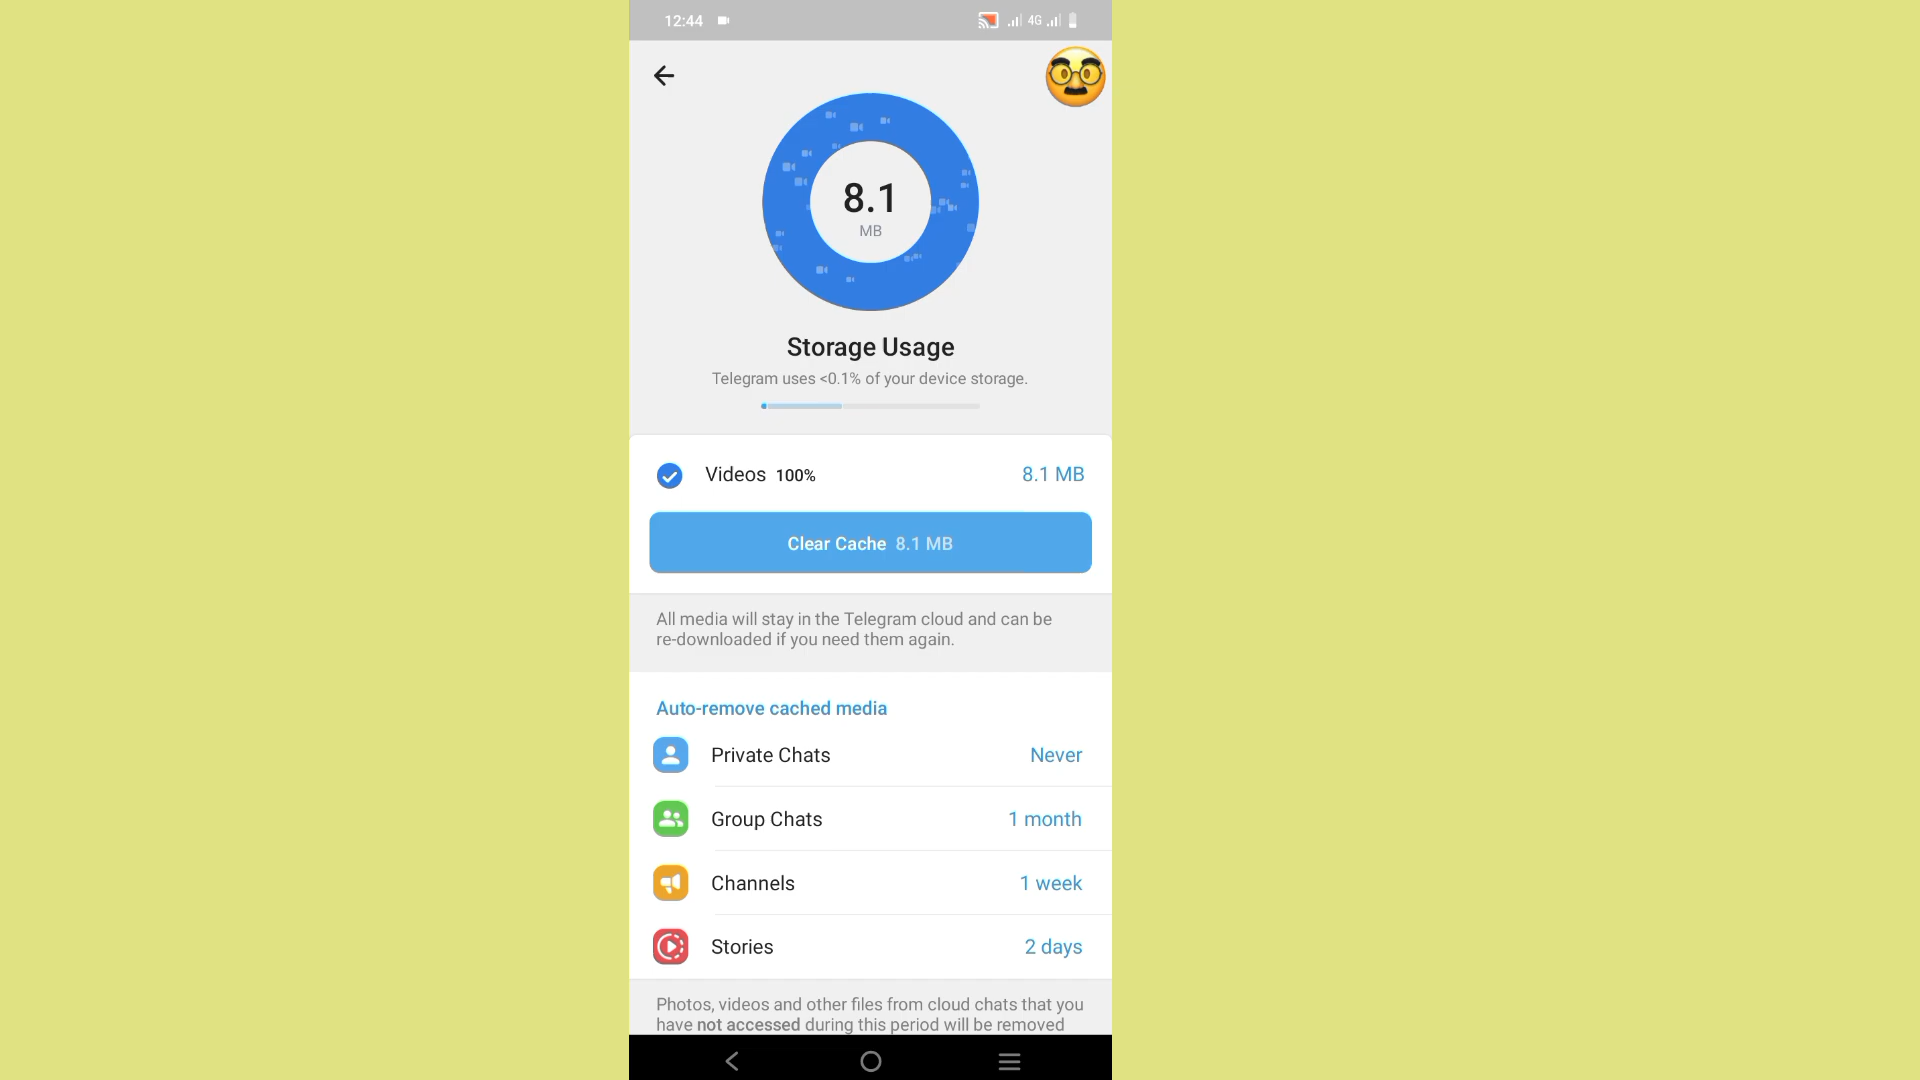 12:44
4G
8.1
MB
Storage Usage
Telegram uses <0.1% of your device storage.
Videos 100% 8.1 MB
Clear Cache 8.1 MB
All media will stay in the Telegram cloud and can be
re-downloaded if you need them again.
Auto-remove cached media
Private Chats Never
Group Chats 1 month
Channels 1 week
Stories 2 days
Photos, videos and other files from cloud chats that you
have not accessed during this period will be removed